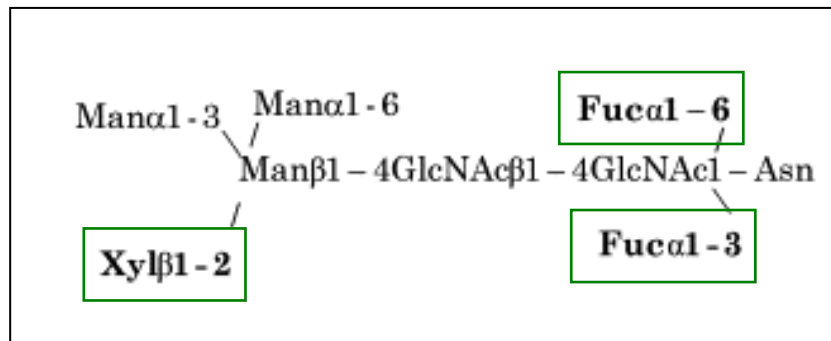 Manα1-3
Manα1-6
Fucα1–6
Manβ1–4GlcNAcβ1–4GlcNAc1–Asn
Xylβ1-2
Fucα1-3